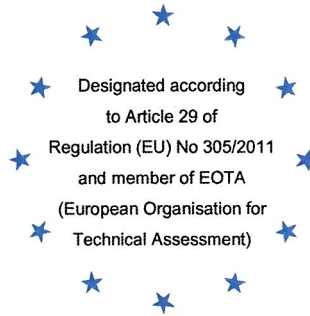 Designated according
to Article 29 of
Regulation (EU) No 305/2011
and member of EOTA
(European Organisation for
Technical Assessment)